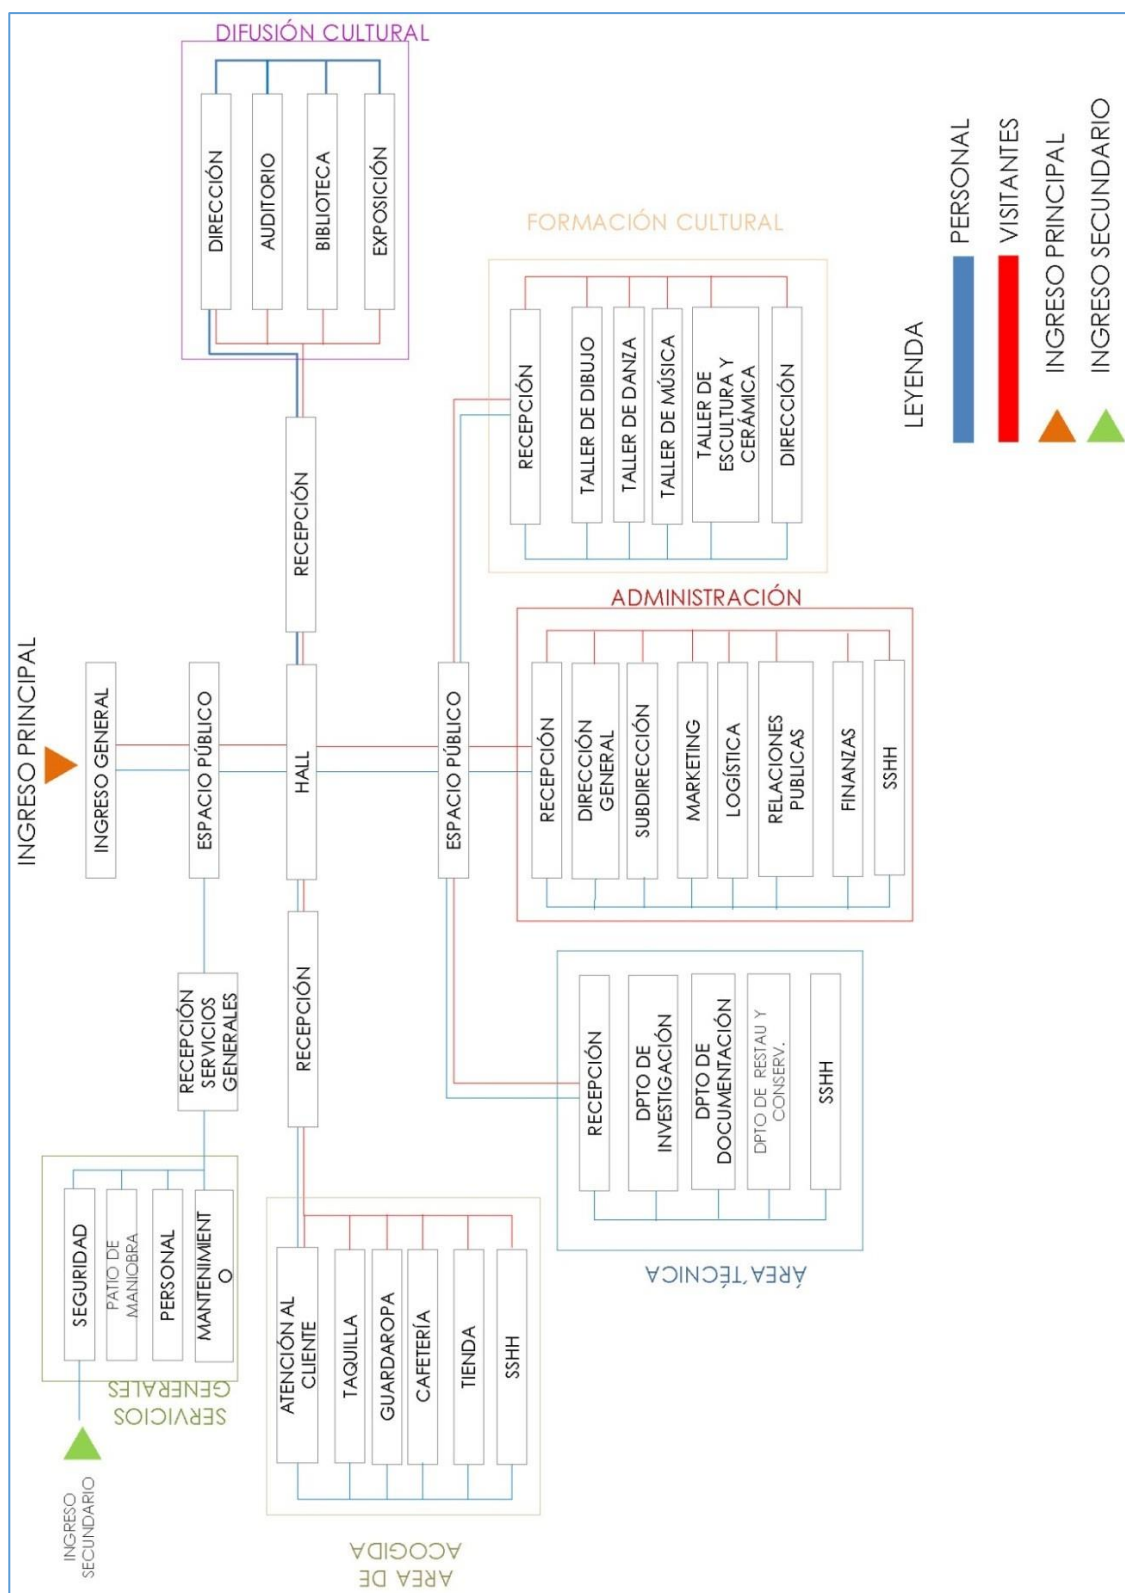 INGRESO PRINCIPAL
INGRESO GENERAL
ESPACIO PÚBLICO
HALL
ESPACIO PÚBLICO
INGRESO
SECUNDARIO
SERVICIOS
GENERALES
SEGURIDAD
PATIO DE
MANIOBRA
PERSONAL
MANTENIMIENT
O
RECEPCIÓN
SERVICIOS
GENERALES
AREA DE
ACOGIDA
ATENCIÓN AL
CLIENTE
TAQUILLA
GUARDAROPA
CAFETERÍA
TIENDA
SSHH
RECEPCIÓN
RECEPCIÓN
DIFUSIÓN CULTURAL
DIRECCIÓN
AUDITORIO
BIBLIOTECA
EXPOSICIÓN
ÁREA TÉCNICA
RECEPCIÓN
DPTO DE
INVESTIGACIÓN
DPTO DE
DOCUMENTACIÓN
DPTO DE RESTAU Y
CONSERV.
SSHH
ADMINISTRACIÓN
RECEPCIÓN
DIRECCIÓN
GENERAL
SUBDIRECCIÓN
MARKETING
LOGÍSTICA
RELACIONES
PUBLICAS
FINANZAS
SSHH
FORMACIÓN CULTURAL
RECEPCIÓN
TALLER DE DIBUJO
TALLER DE DANZA
TALLER DE MÚSICA
TALLER DE
ESCULTURA Y
CERÁMICA
DIRECCIÓN
LEYENDA
PERSONAL
VISITANTES
INGRESO PRINCIPAL
INGRESO SECUNDARIO